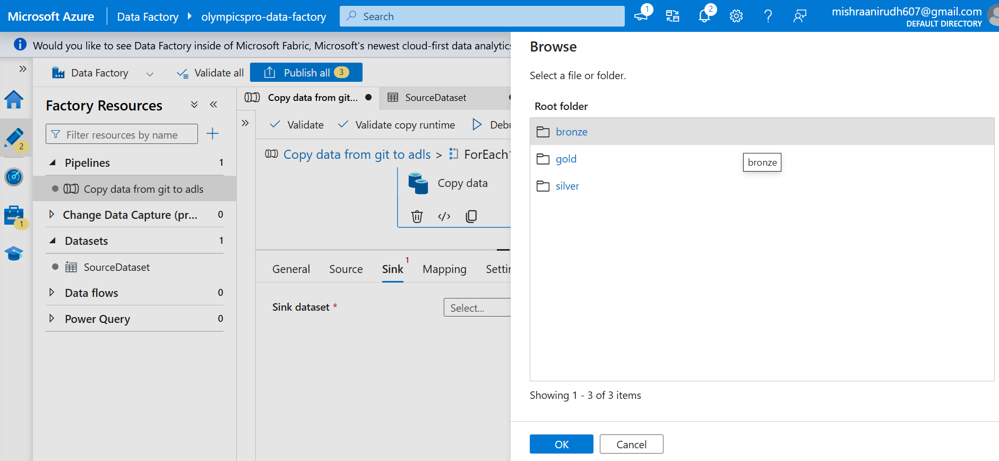 Microsoft Azure
Data Factory
olympicspro-data-factory
Search
1
2
mishraanirudh607@gmail.com
DEFAULT DIRECTORY
Would you like to see Data Factory inside of Microsoft Fabric, Microsoft's newest cloud-first data analytics
Data Factory
Validate all
Publish all 3
2
1
Factory Resources
Filter resources by name
Pipelines 1
Copy data from git to adls
Change Data Capture (pr... 0
Datasets 1
SourceDataset
Data flows 0
Power Query 0
Copy data from git...
SourceDataset
Validate
Validate copy runtime
Copy data from git to adls > ForEach1
Copy data
General
Source
Sink 1
Mapping
Sink dataset *
Select...
Browse
Select a file or folder.
Root folder
bronze
gold
silver
bronze
Showing 1 - 3 of 3 items
OK
Cancel